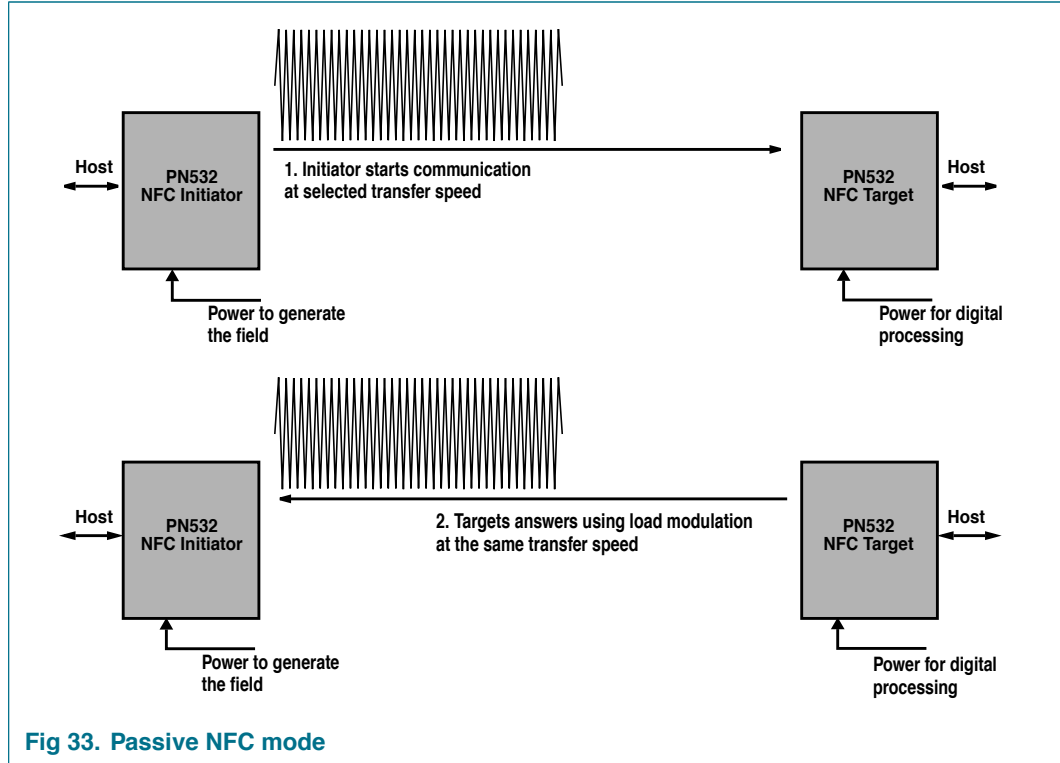 Host
PN532
NFC Initiator
1. Initiator starts communication
at selected transfer speed
PN532
NFC Target
Host
Power to generate
the field
Power for digital
processing
Host
PN532
NFC Initiator
2. Targets answers using load modulation
at the same transfer speed
PN532
NFC Target
Host
Power to generate
the field
Power for digital
processing
Fig 33. Passive NFC mode